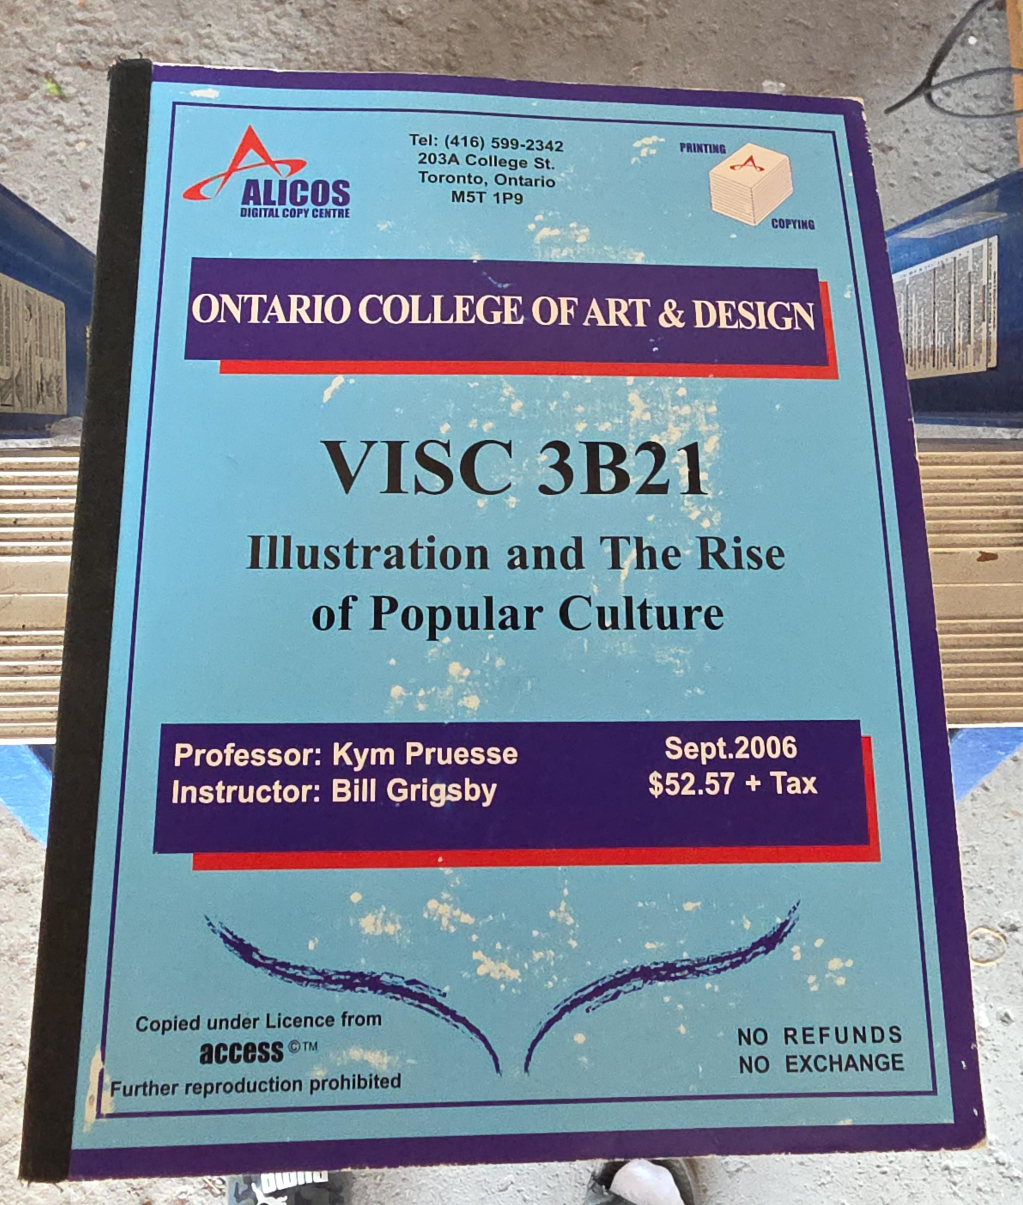 ALICOS
DIGITAL COPY CENTRE
Tel: (416) 599-2342
203A College St.
Toronto, Ontario
M5T 1P9
PRINTING
COPYING
ONTARIO COLLEGE OF ART & DESIGN
VISC 3B21
Illustration and The Rise
of Popular Culture
Professor: Kym Pruesse
Instructor: Bill Grigsby
Sept.2006
$52.57 + Tax
Copied under Licence from
access ©™
Further reproduction prohibited
NO REFUNDS
NO EXCHANGE